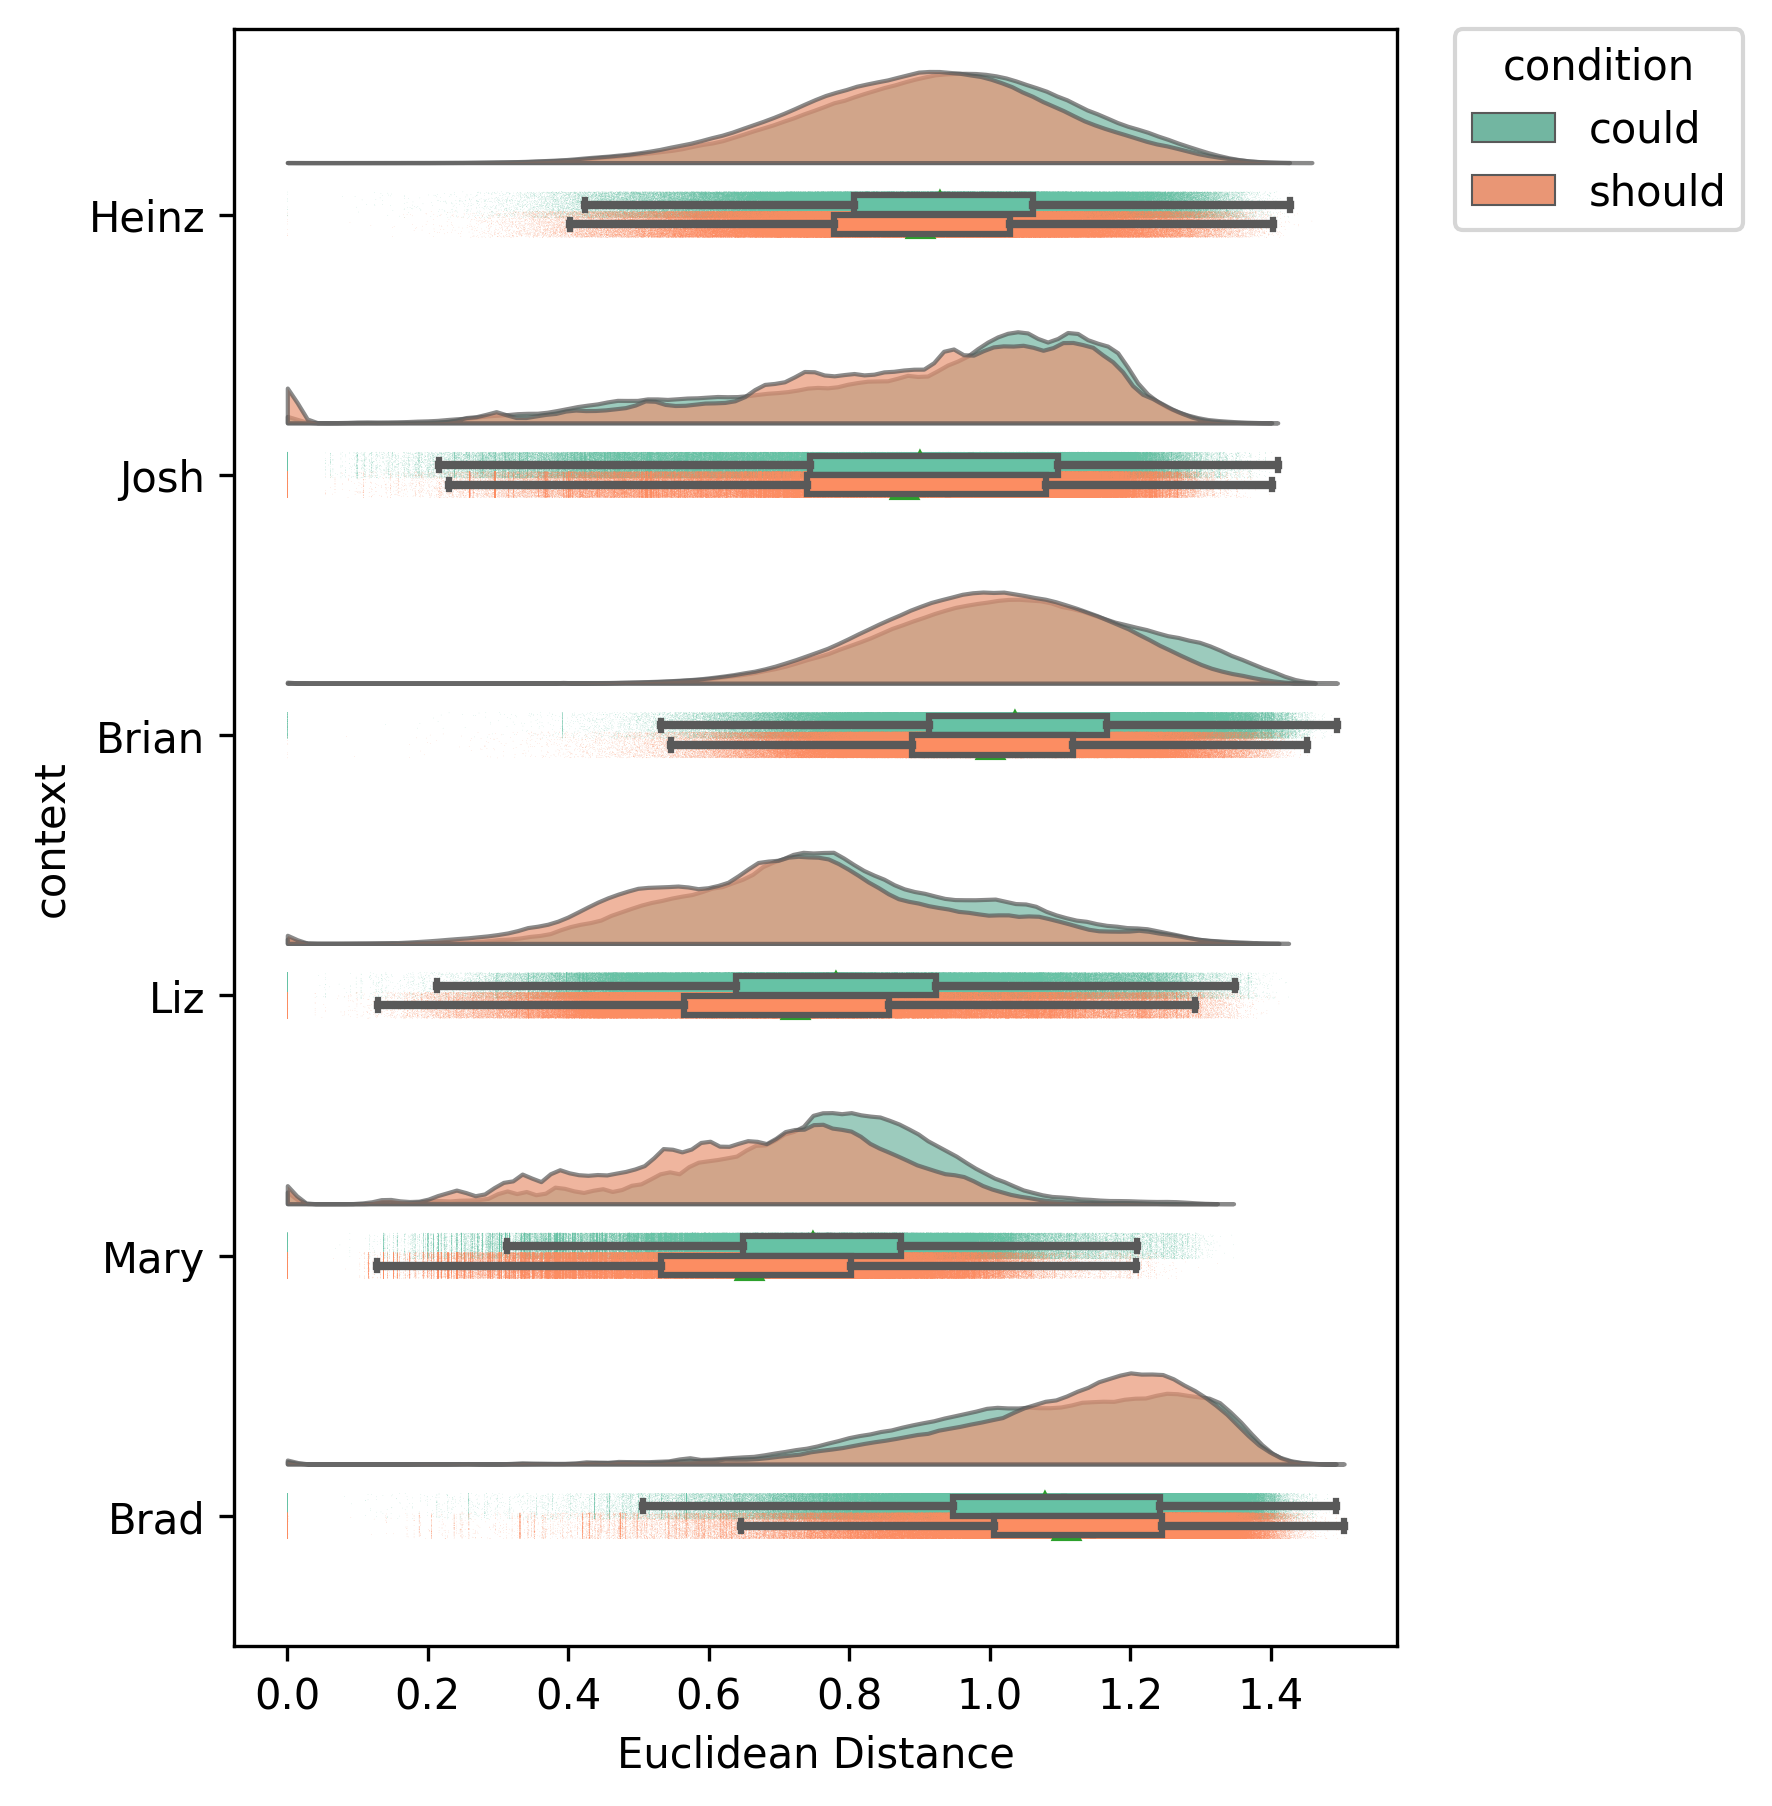 condition
could
should
Heinz
Josh
Brian
Liz
Mary
Brad
context
0.0 0.2 0.4 0.6 0.8 1.0 1.2 1.4
Euclidean Distance